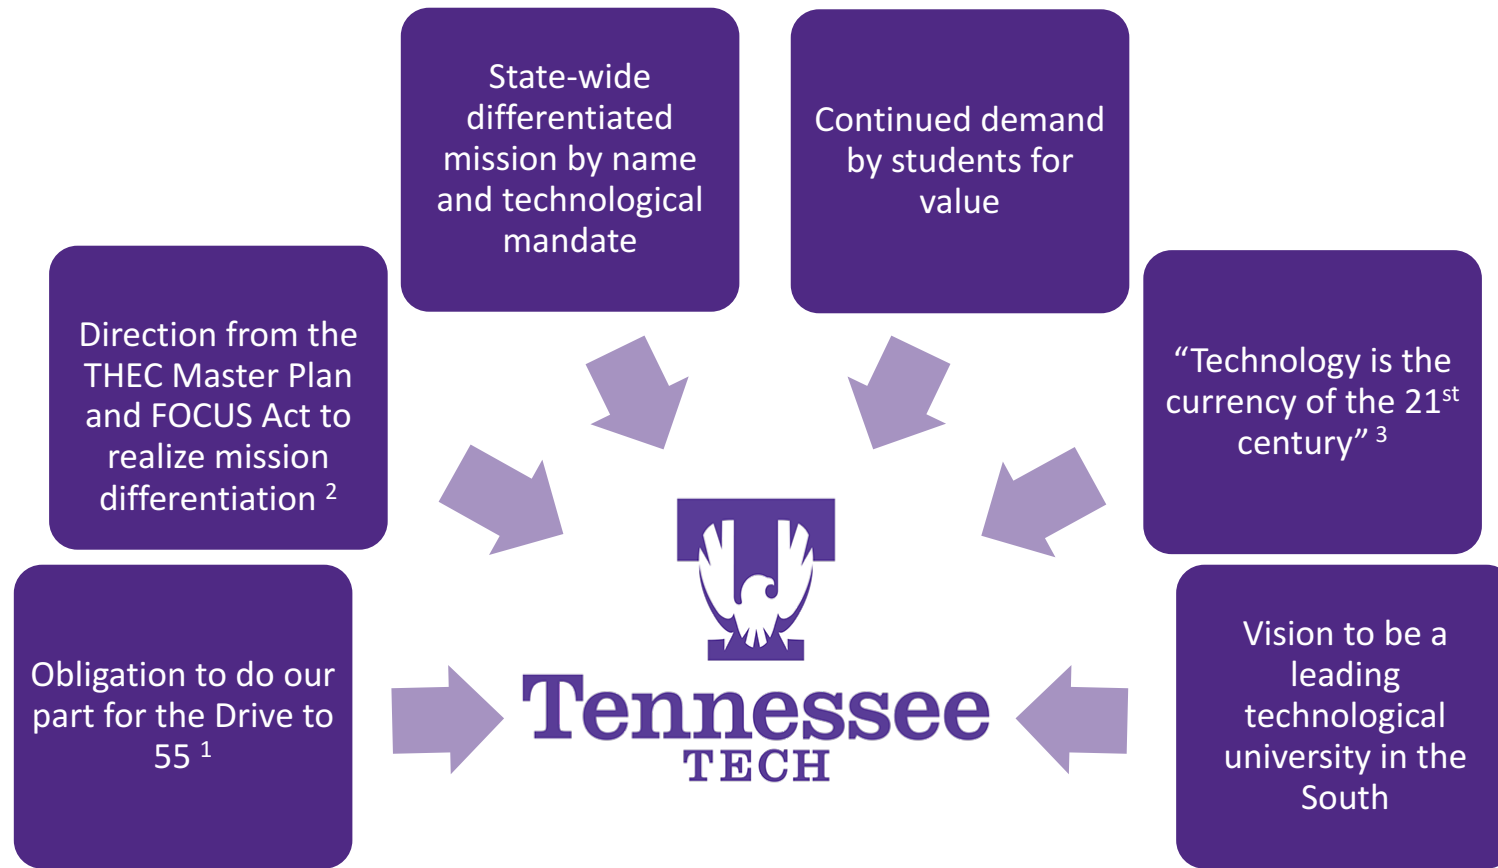 State-wide
differentiated
mission by name
and technological
mandate
Continued demand
by students for
value
Direction from the
THEC Master Plan
and FOCUS Act to
realize mission
differentiation ²
“Technology is the
currency of the 21ˢᵗ
century” ³
Obligation to do our
part for the Drive to
55 ¹
Vision to be a
leading
technological
university in the
South
T
Tennessee
TECH